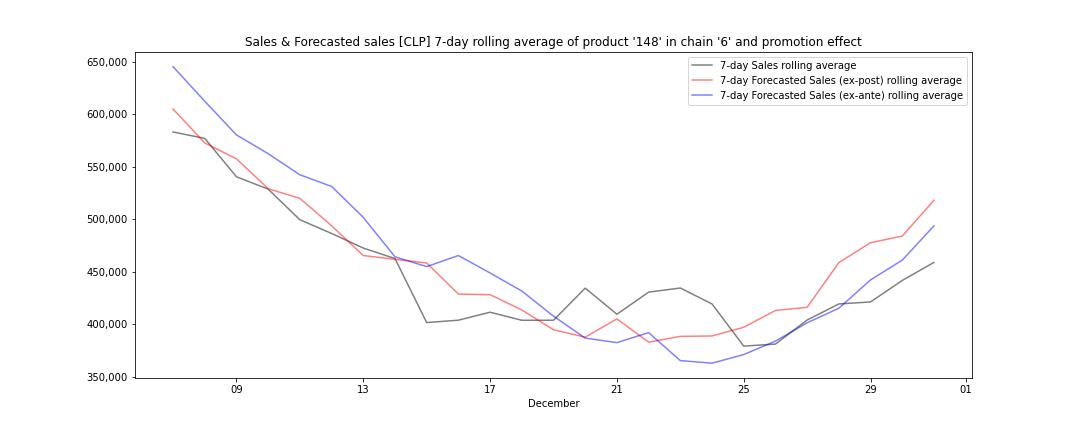 Sales & Forecasted sales [CLP] 7-day rolling average of product '148' in chain '6' and promotion effect
650,000
600,000
550,000
500,000
450,000
400,000
350,000
7-day Sales rolling average
7-day Forecasted Sales (ex-post) rolling average
7-day Forecasted Sales (ex-ante) rolling average
09 13 17 21 25 29 01
December